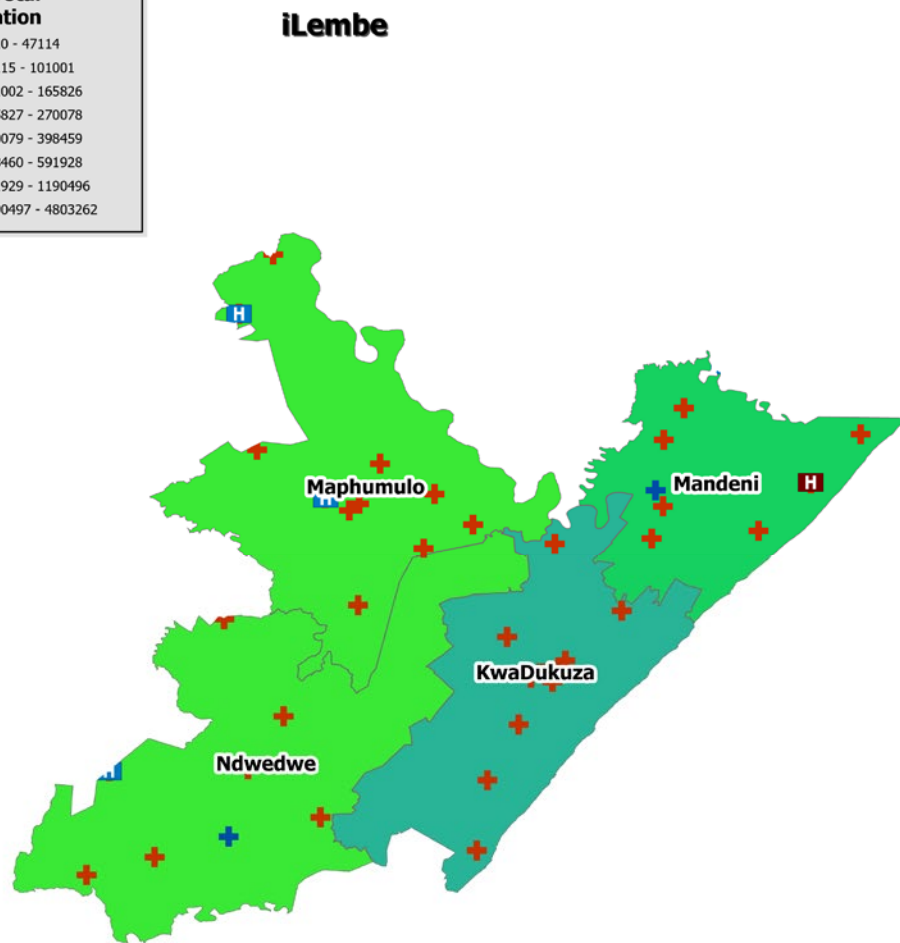 ation
0 - 47114
15 - 101001
002 - 165826
827 - 270078
079 - 398459
460 - 591928
929 - 1190496
0497 - 4803262
iLembe
H
Maphumulo
H
Mandeni
H
KwaDukuza
Ndwedwe